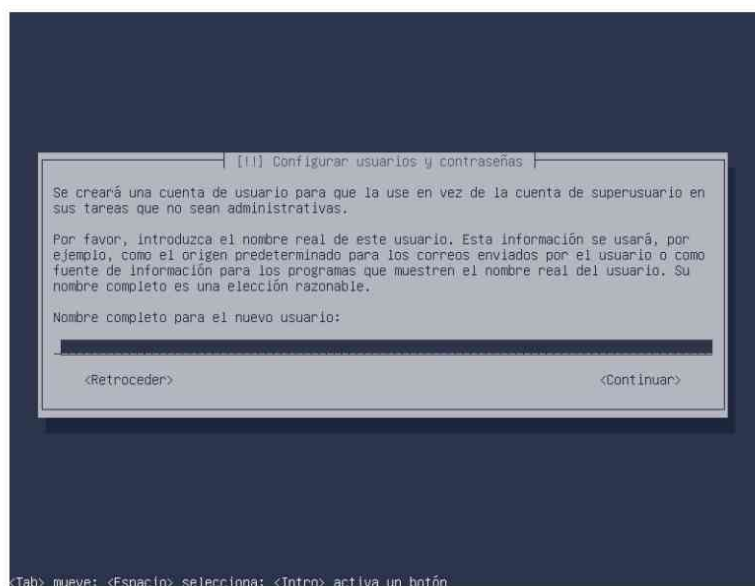 [!!] Configurar usuarios y contraseñas
Se creará una cuenta de usuario para que la use en vez de la cuenta de superusuario en
sus tareas que no sean administrativas.
Por favor, introduzca el nombre real de este usuario. Esta información se usará, por
ejemplo, como el origen predeterminado para los correos enviados por el usuario o como
fuente de información para los programas que muestren el nombre real del usuario. Su
nombre completo es una elección razonable.
Nombre completo para el nuevo usuario:
<Retroceder> <Continuar>
<Tab> mueve; <Espacio> selecciona; <Intro> activa un botón